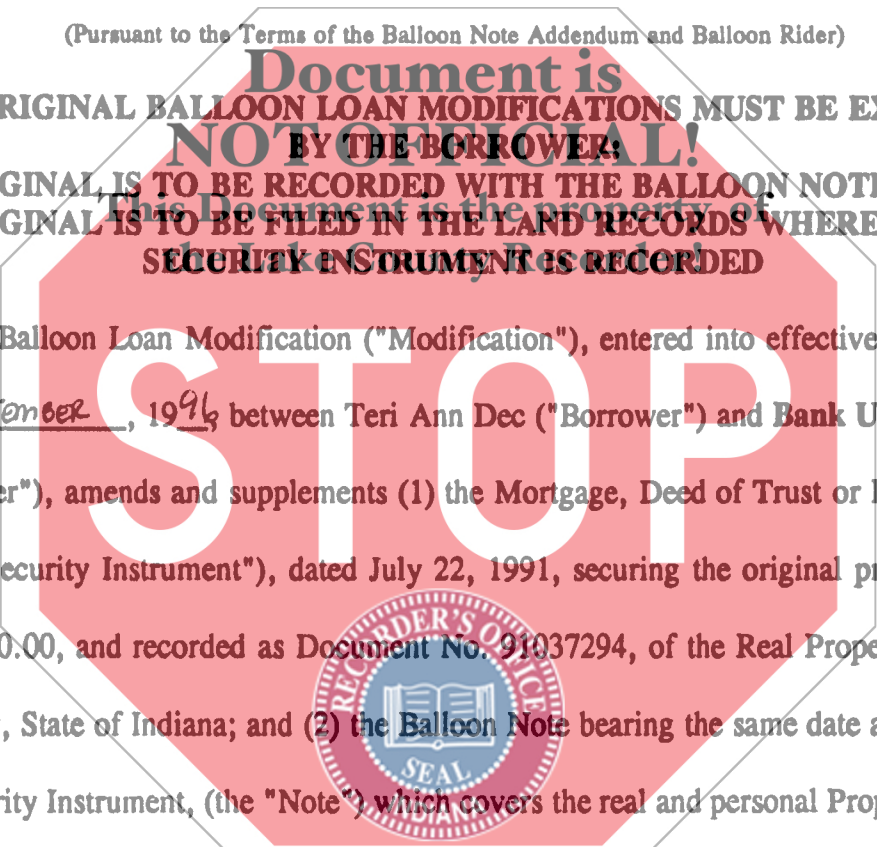 (Pursuant to the Terms of the Balloon Note Addendum and Balloon Rider)
Document is
RIGINAL BALLOON LOAN MODIFICATIONS MUST BE EX
NOT OFFICIAL!
BY THE BORROWER:
GINAL IS TO BE RECORDED WITH THE BALLOON NOTE
This Document is the property of
GINAL IS TO BE FILED IN THE LAND RECORDS WHERE
the Lake County Recorder!
SECURITY INSTRUMENT IS RECORDED
STOP
Balloon Loan Modification ("Modification"), entered into effective
ember, 1996 between Teri Ann Dec ("Borrower") and Bank U
er"), amends and supplements (1) the Mortgage, Deed of Trust or
ecurity Instrument"), dated July 22, 1991, securing the original pr
0.00, and recorded as Document No. 91037294, of the Real Prope
, State of Indiana; and (2) the Balloon Note bearing the same date a
rity Instrument, (the "Note") which covers the real and personal Prop
RECORDER'S OFFICE
SEAL
INDIANA